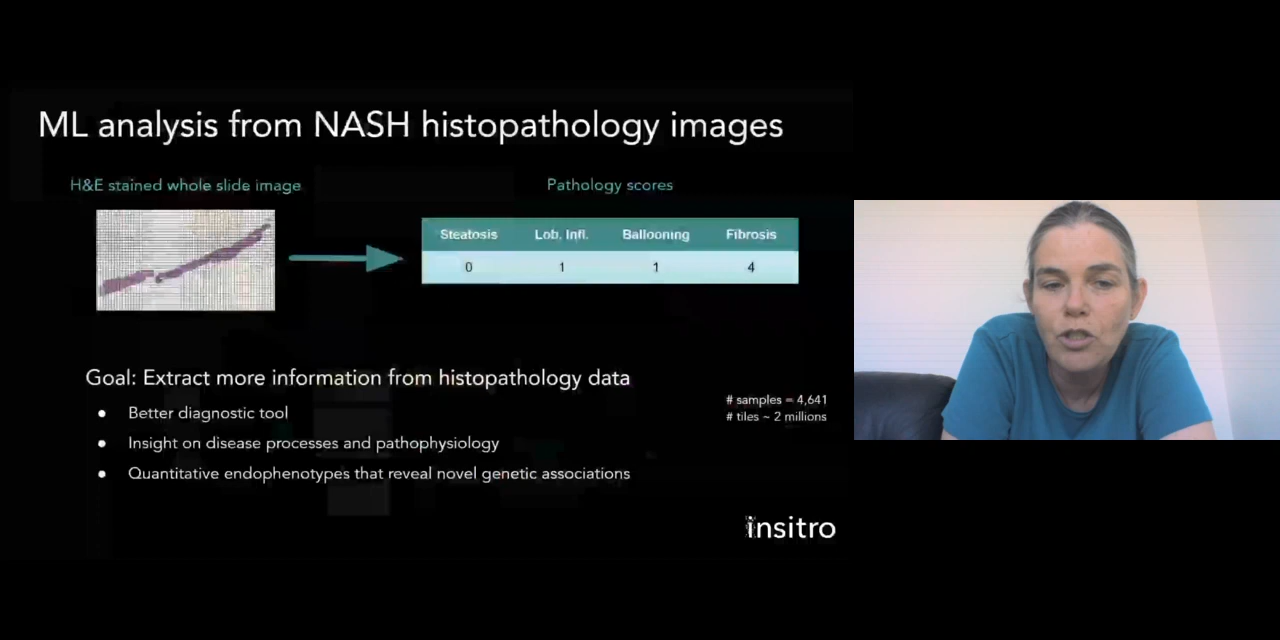 ML analysis from NASH histopathology images
H&E stained whole slide image
Pathology scores
Steatosis Lob. Infl. Ballooning Fibrosis
0 1 1 4
Goal: Extract more information from histopathology data
● Better diagnostic tool
● Insight on disease processes and pathophysiology
● Quantitative endophenotypes that reveal novel genetic associations
# samples = 4,641
# tiles ~ 2 millions
insitro